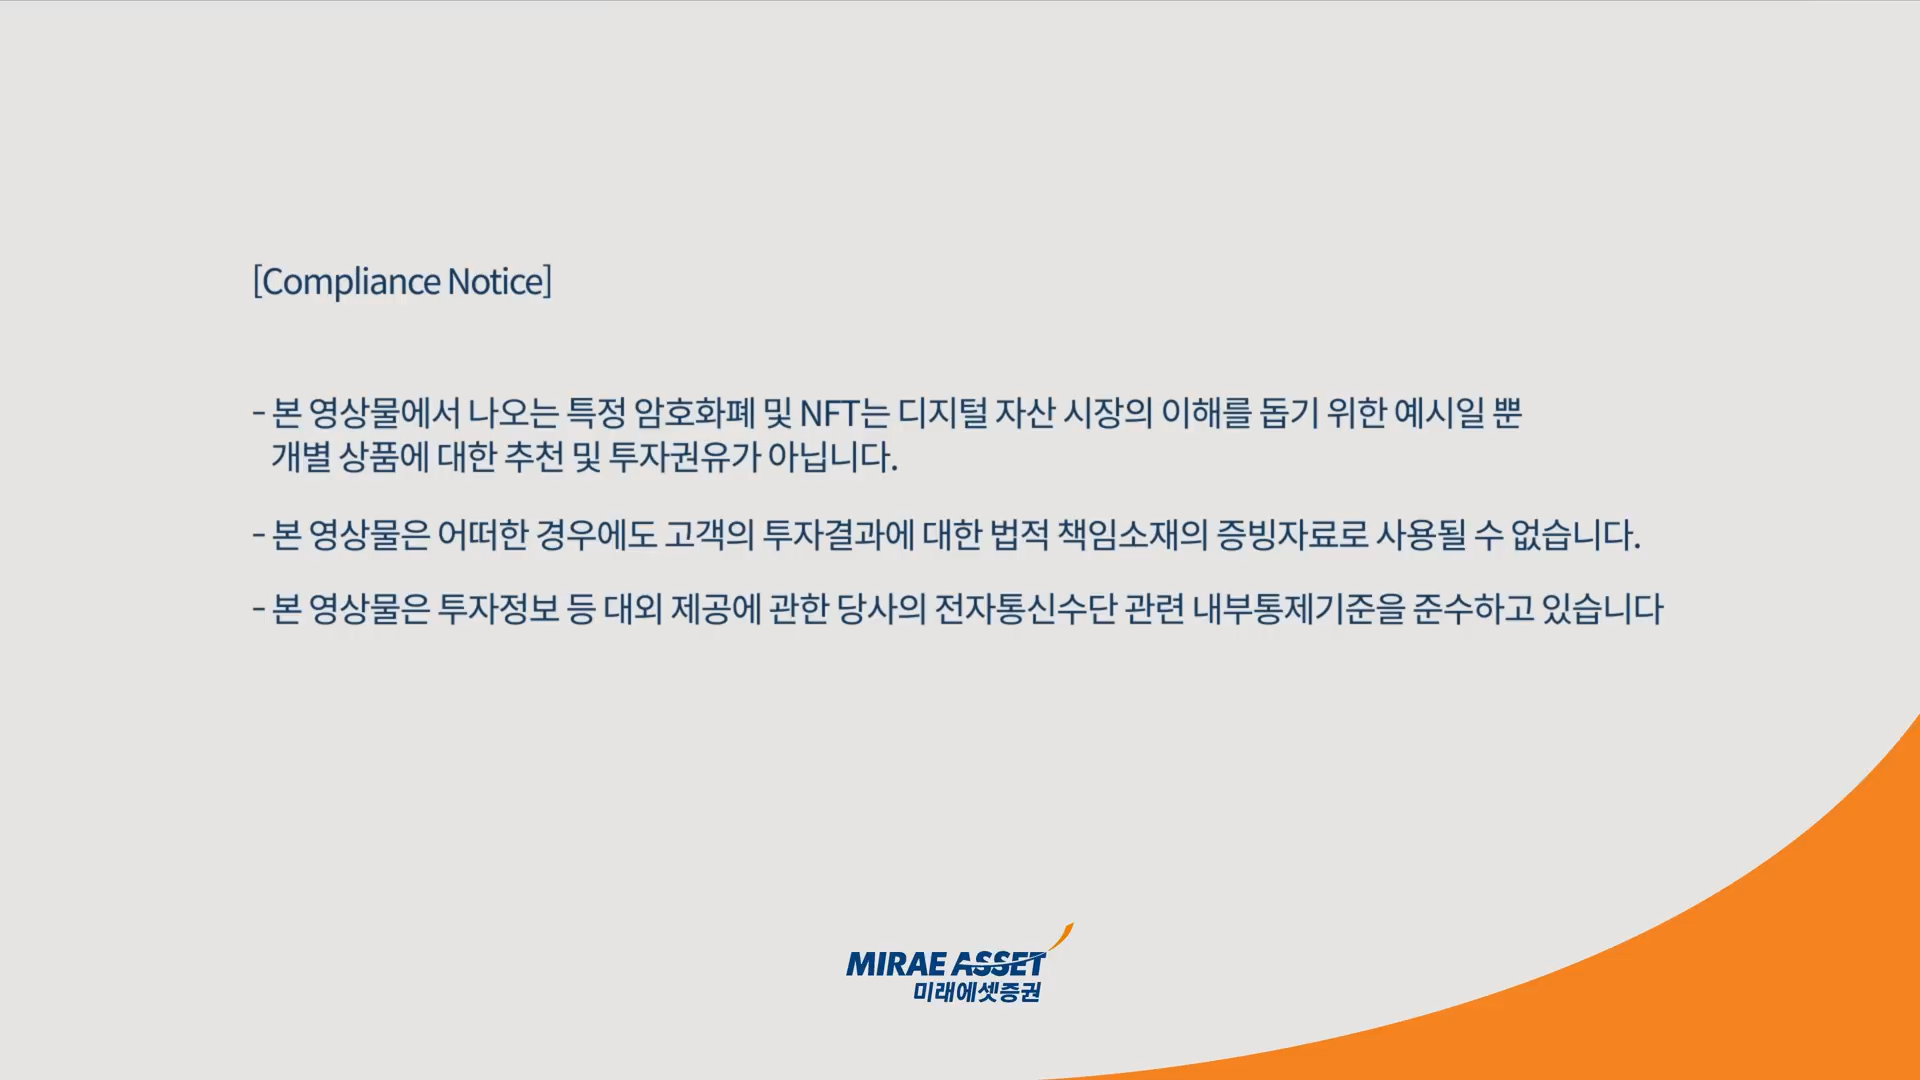 [Compliance Notice]
- 본 영상물에서 나오는 특정 암호화폐 및 NFT는 디지털 자산 시장의 이해를 돕기 위한 예시일 뿐
개별 상품에 대한 추천 및 투자권유가 아닙니다.
- 본 영상물은 어떠한 경우에도 고객의 투자결과에 대한 법적 책임소재의 증빙자료로 사용될 수 없습니다.
- 본 영상물은 투자정보 등 대외 제공에 관한 당사의 전자통신수단 관련 내부통제기준을 준수하고 있습니다
MIRAE ASSET
미래에셋증권